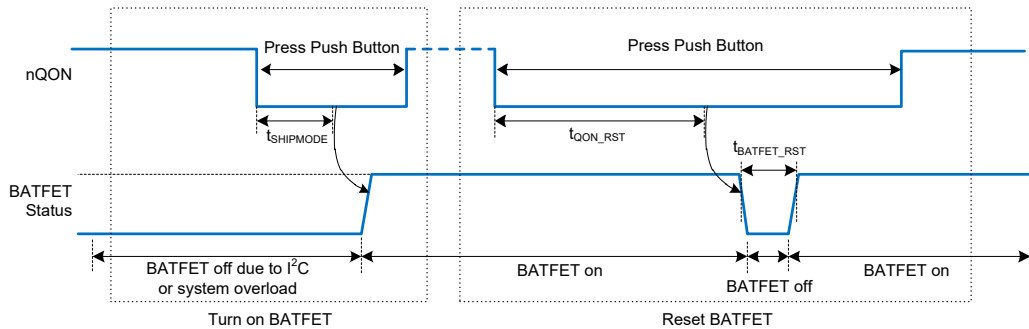 Press Push Button
Press Push Button
nQON
tSHIPMODE
tQON_RST
tBATFET_RST
BATFET
Status
BATFET off due to I²C
or system overload
BATFET on
BATFET off
BATFET on
Turn on BATFET
Reset BATFET